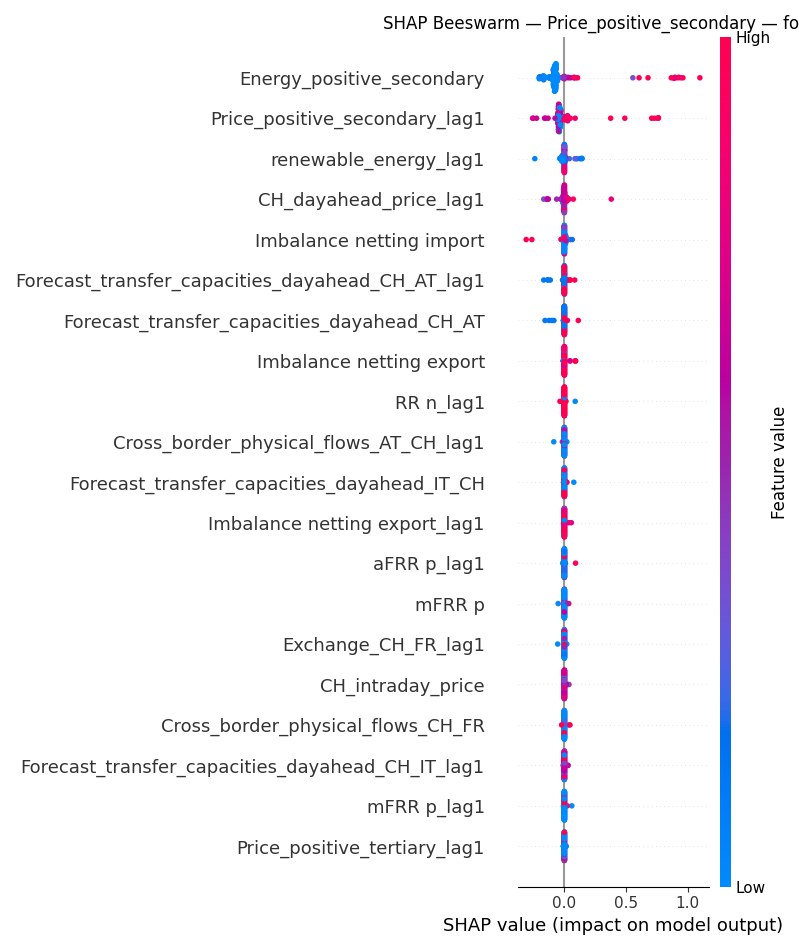 SHAP Beeswarm — Price_positive_secondary — fo
High
Energy_positive_secondary
Price_positive_secondary_lag1
renewable_energy_lag1
CH_dayahead_price_lag1
Imbalance netting import
Forecast_transfer_capacities_dayahead_CH_AT_lag1
Forecast_transfer_capacities_dayahead_CH_AT
Imbalance netting export
RR n_lag1
Cross_border_physical_flows_AT_CH_lag1
Forecast_transfer_capacities_dayahead_IT_CH
Imbalance netting export_lag1
aFRR p_lag1
mFRR p
Exchange_CH_FR_lag1
CH_intraday_price
Cross_border_physical_flows_CH_FR
Forecast_transfer_capacities_dayahead_CH_IT_lag1
mFRR p_lag1
Price_positive_tertiary_lag1
Feature value
Low
0.0 0.5 1.0
SHAP value (impact on model output)